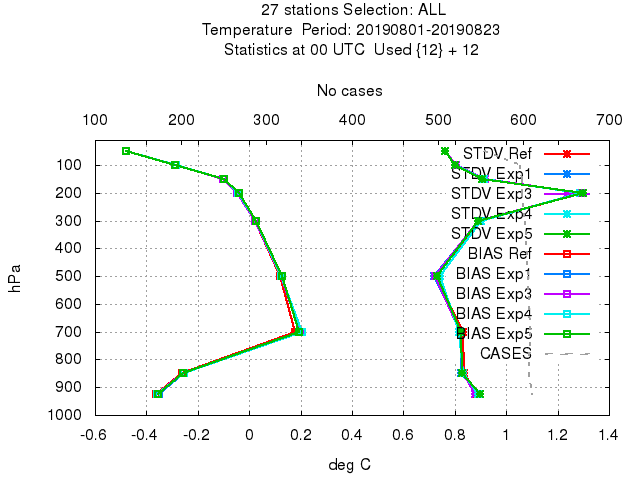 27 stations Selection: ALL
Temperature  Period: 20190801-20190823
Statistics at 00 UTC  Used {12} + 12
No cases
100 200 300 400 500 600 700
STDV Ref
100
STDV Exp1
200
STDV Exp3
STDV Exp4
300
STDV Exp5
400
BIAS Ref
500
BIAS Exp1
BIAS Exp3
600
BIAS Exp4
700
BIAS Exp5
800
CASES
900
1000
hPa
-0.6 -0.4 -0.2 0 0.2 0.4 0.6 0.8 1 1.2 1.4
deg C